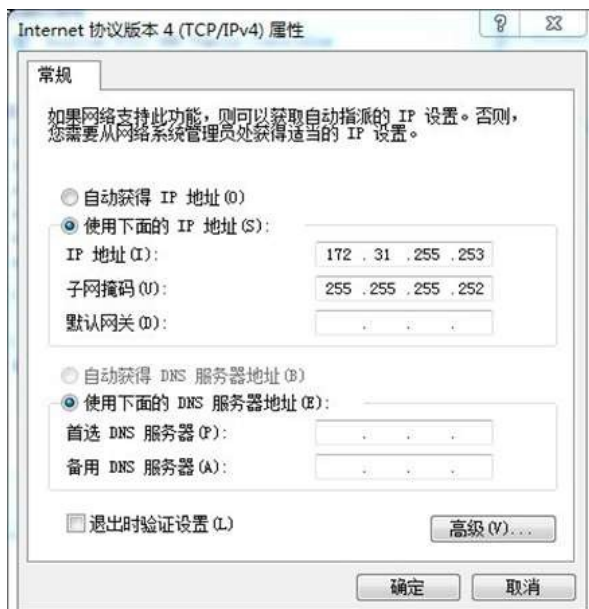 Internet 协议版本 4 (TCP/IPv4) 属性
常规
如果网络支持此功能，则可以获取自动指派的 IP 设置。否则，
您需要从网络系统管理员处获得适当的 IP 设置。
自动获得 IP 地址(O)
使用下面的 IP 地址(S):
IP 地址(I): 172 . 31 . 255 . 253
子网掩码(U): 255 . 255 . 255 . 252
默认网关(D): . . .
自动获得 DNS 服务器地址(B)
使用下面的 DNS 服务器地址(E):
首选 DNS 服务器(P): . . .
备用 DNS 服务器(A): . . .
退出时验证设置(L)
高级(V)...
确定 取消